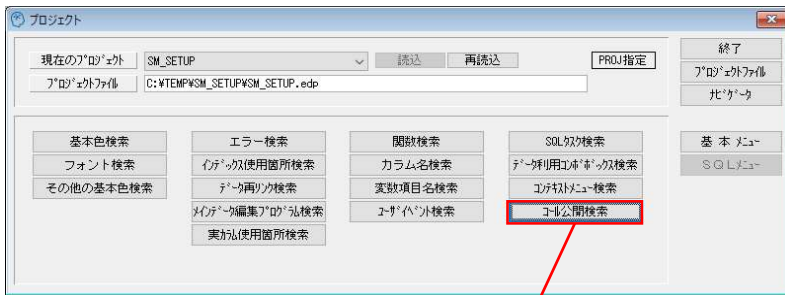 プロジェクト
現在のﾌﾟﾛｼﾞｪｸﾄ SM_SETUP 読込 再読込 PROJ指定 終了
ﾌﾟﾛｼﾞｪｸﾄﾌｧｲﾙ C:¥TEMP¥SM_SETUP¥SM_SETUP.edp ﾌﾟﾛｼﾞｪｸﾄﾌｧｲﾙ
ﾅﾋﾞｹﾞｰﾀ
基本色検索 エラー検索 関数検索 SQLﾀｽｸ検索 基 本 ﾒﾆｭｰ
フォント検索 ｲﾝﾃﾞｯｸｽ使用箇所検索 カラム名検索 ﾃﾞｰﾀ利用ｺﾝﾎﾞﾎﾞｯｸｽ検索 ＳＱＬﾒﾆｭｰ
その他の基本色検索 ﾃﾞｰﾀ再ﾘﾝｸ検索 変数項目名検索 ｺﾝﾃｷｽﾄﾒﾆｭｰ検索
ﾒｲﾝﾃﾞｰﾀ編集ﾌﾟﾛｸﾞﾗﾑ検索 ﾕｰｻﾞｲﾍﾞﾝﾄ検索 ｺｰﾙ公開検索
実ｶﾗﾑ使用箇所検索